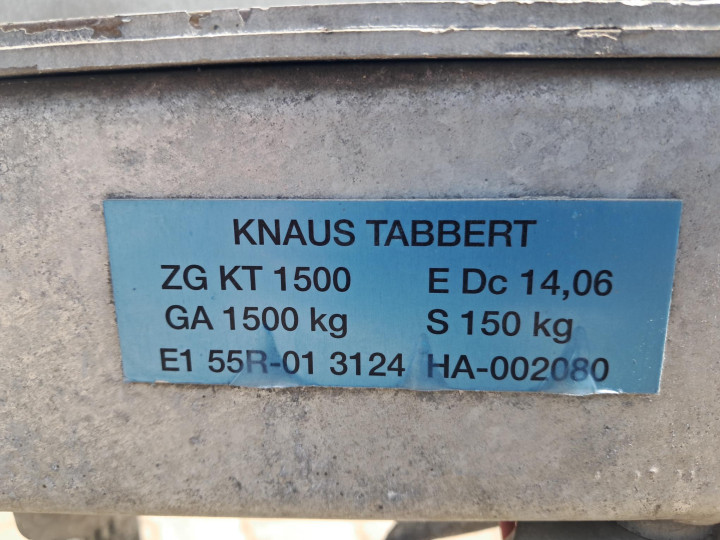 KNAUS TABBERT
ZG KT 1500 E Dc 14,06
GA 1500 kg S 150 kg
E1 55R-01 3124 HA-002080